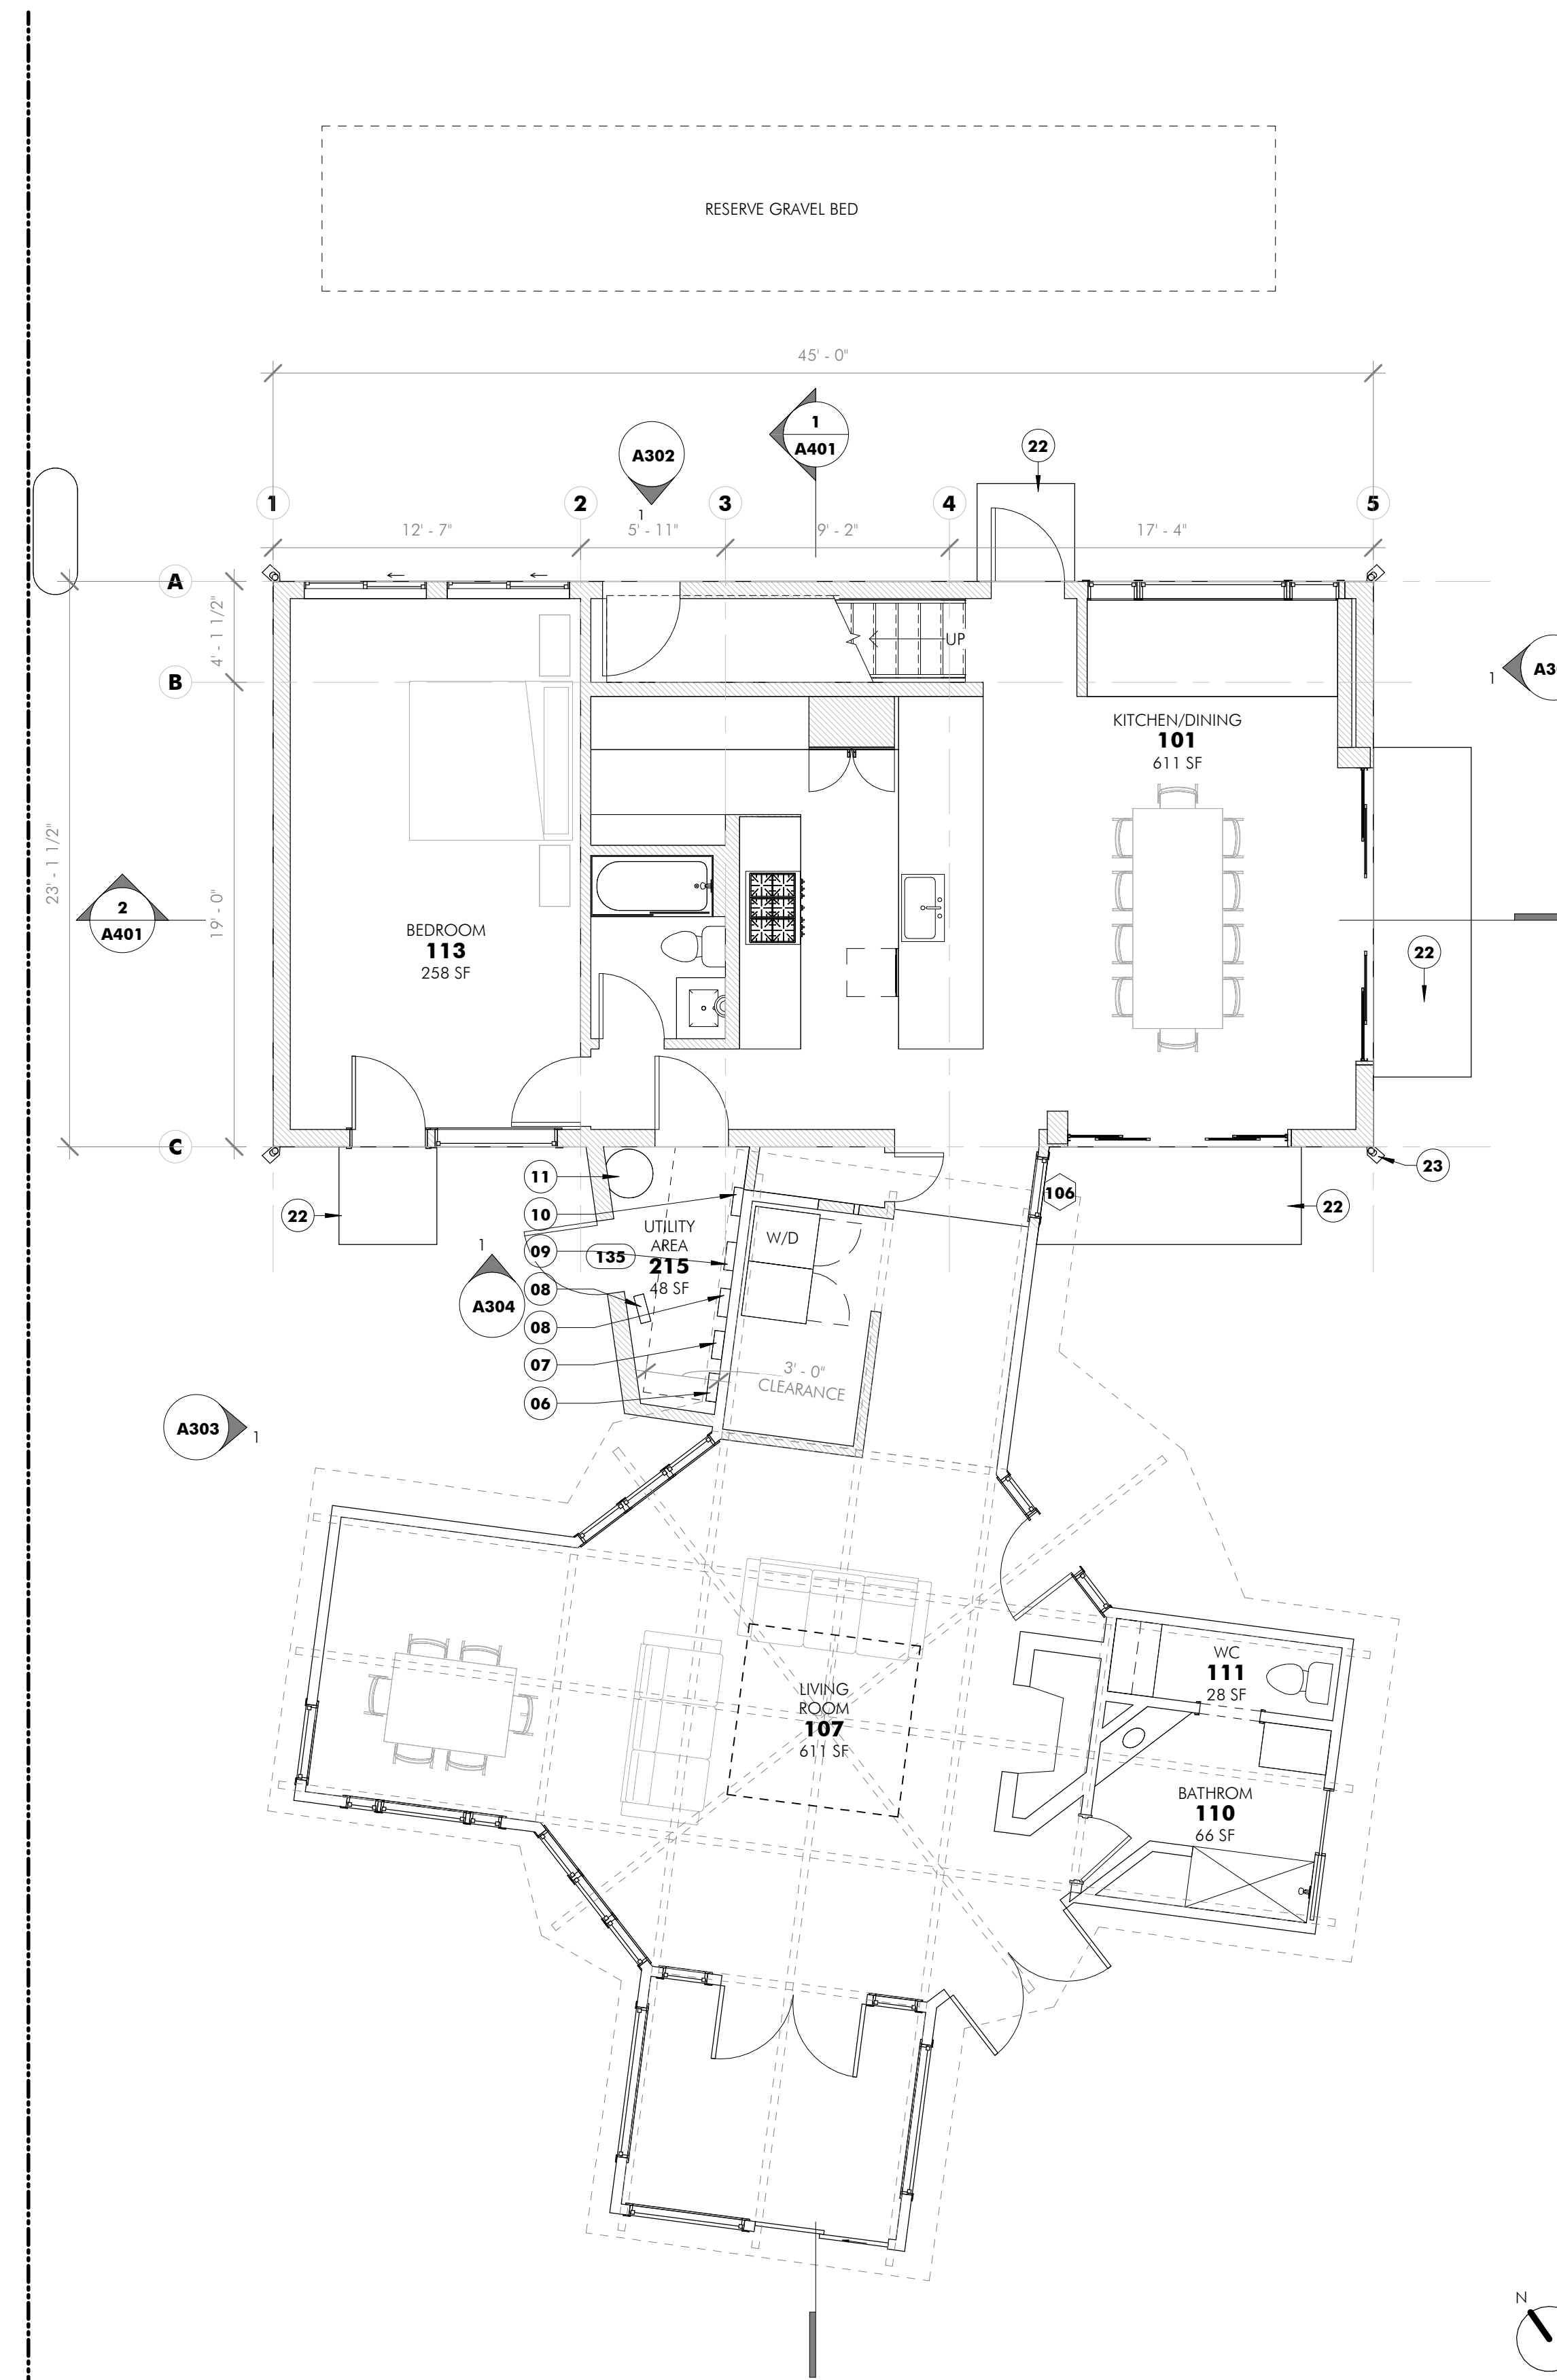 RESERVE GRAVEL BED
45' - 0"
1
A401
A302
1
22
1
2
3
4
5
12' - 7"
5' - 11"
9' - 2"
17' - 4"
A
4' - 1 1/2"
UP
B
1
KITCHEN/DINING
101
611 SF
23' - 1 1/2"
19' - 0"
2
A401
BEDROOM
113
258 SF
22
C
11
23
106
22
22
10
UTILITY
AREA
215
48 SF
W/D
09
135
1
A304
08
08
07
3' - 0"
CLEARANCE
06
A303
1
WC
111
28 SF
LIVING
ROOM
107
611 SF
BATHROM
110
66 SF
N